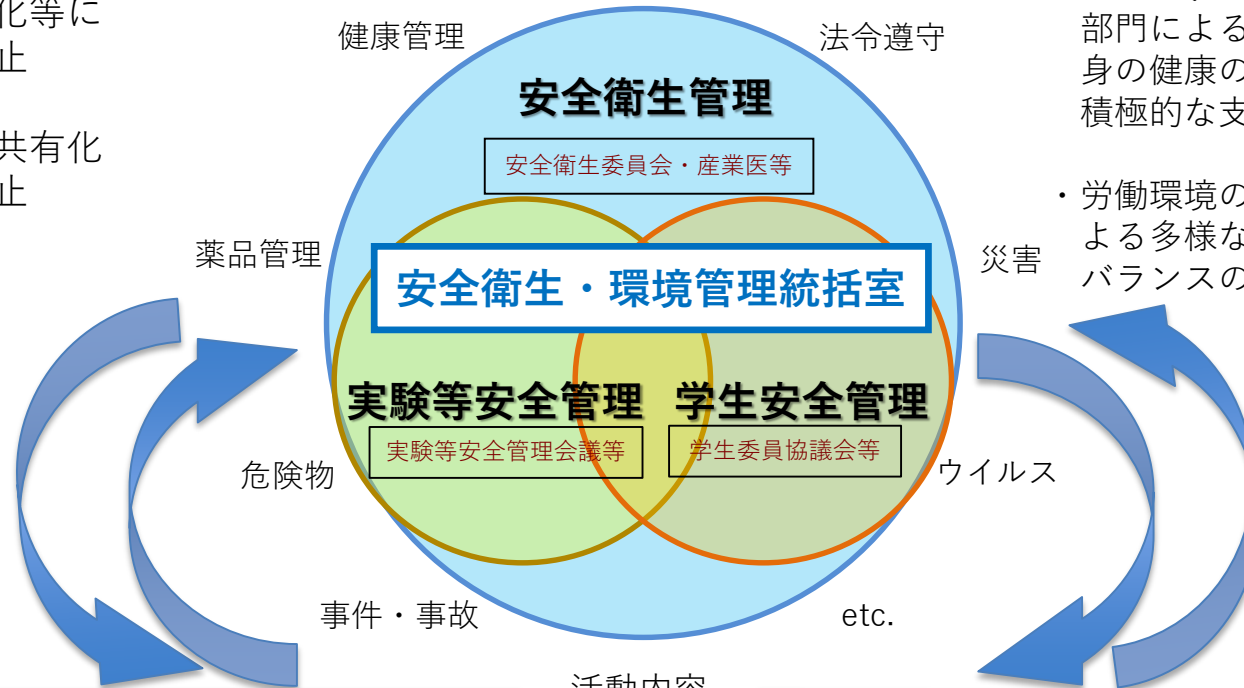 化等に
止
共有化
止
健康管理
法令遵守
安全衛生管理
安全衛生委員会・産業医等
薬品管理
災害
安全衛生・環境管理統括室
実験等安全管理
学生安全管理
実験等安全管理会議等
学生委員協議会等
危険物
ウイルス
事件・事故
etc.
活動内容
部門による
身の健康の
積極的な支
・労働環境の
よる多様な
バランスの